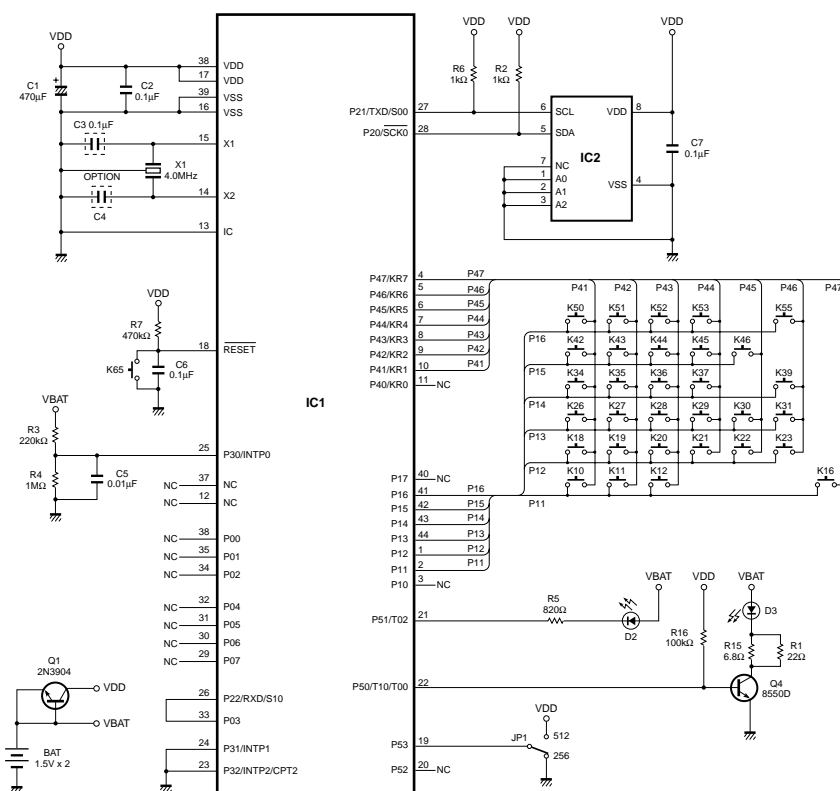 VDD
C1
470µF
+
C2
0.1µF
38
VDD
17
VDD
39
VSS
16
VSS
C3 0.1µF
15
X1
X1
4.0MHz
OPTION
C4
14
X2
13
IC
VDD
R7
470kΩ
K65
C6
0.1µF
18
RESET
IC1
VBAT
R3
220kΩ
R4
1MΩ
C5
0.01µF
25
P30/INTP0
NC
37
NC
NC
12
NC
NC
38
P00
NC
35
P01
NC
34
P02
NC
32
P04
NC
31
P05
NC
30
P06
NC
29
P07
Q1
2N3904
VDD
VBAT
BAT
1.5V x 2
26
P22/RXD/S10
33
P03
24
P31/INTP1
23
P32/INTP2/CPT2
VDD
VDD
VDD
R6
1kΩ
R2
1kΩ
P21/TXD/S00
27
P20/SCK0
28
6
SCL
5
SDA
7
NC
1
A0
2
A1
3
A2
IC2
VDD
8
VSS
4
C7
0.1µF
P47/KR7
4
P47
P46/KR6
5
P46
P45/KR5
6
P45
P44/KR4
7
P44
P43/KR3
8
P43
P42/KR2
9
P42
P41/KR1
10
P41
P40/KR0
11
NC
P41
P42
P43
P44
P45
P46
P47
K50
K51
K52
K53
K55
P16
K42
K43
K44
K45
K46
P15
K34
K35
K36
K37
K39
P14
K26
K27
K28
K29
K30
K31
P13
K18
K19
K20
K21
K22
K23
P12
K10
K11
K12
K16
P11
P17
40
NC
P16
41
P16
P15
42
P15
P14
43
P14
P13
44
P13
P12
1
P12
P11
2
P11
P10
3
NC
P51/T02
21
R5
820Ω
D2
VBAT
VDD
R16
100kΩ
VBAT
D3
R15
6.8Ω
R1
22Ω
P50/T10/T00
22
Q4
8550D
P53
19
JP1
VDD
512
256
P52
20
NC